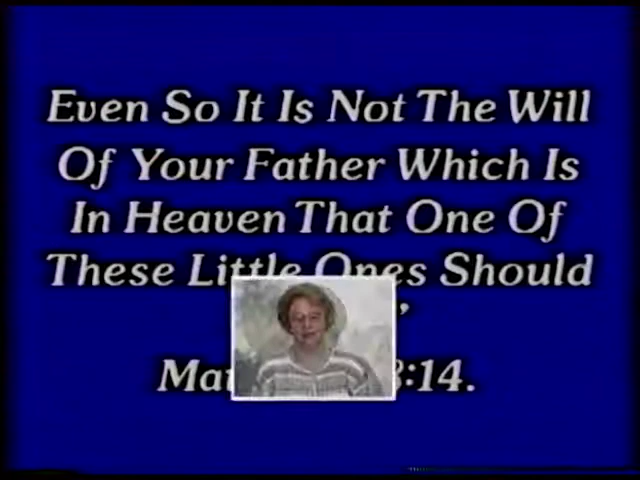 Even So It Is Not The Will
Of Your Father Which Is
In Heaven That One Of
These Little Ones Should
”
:14.